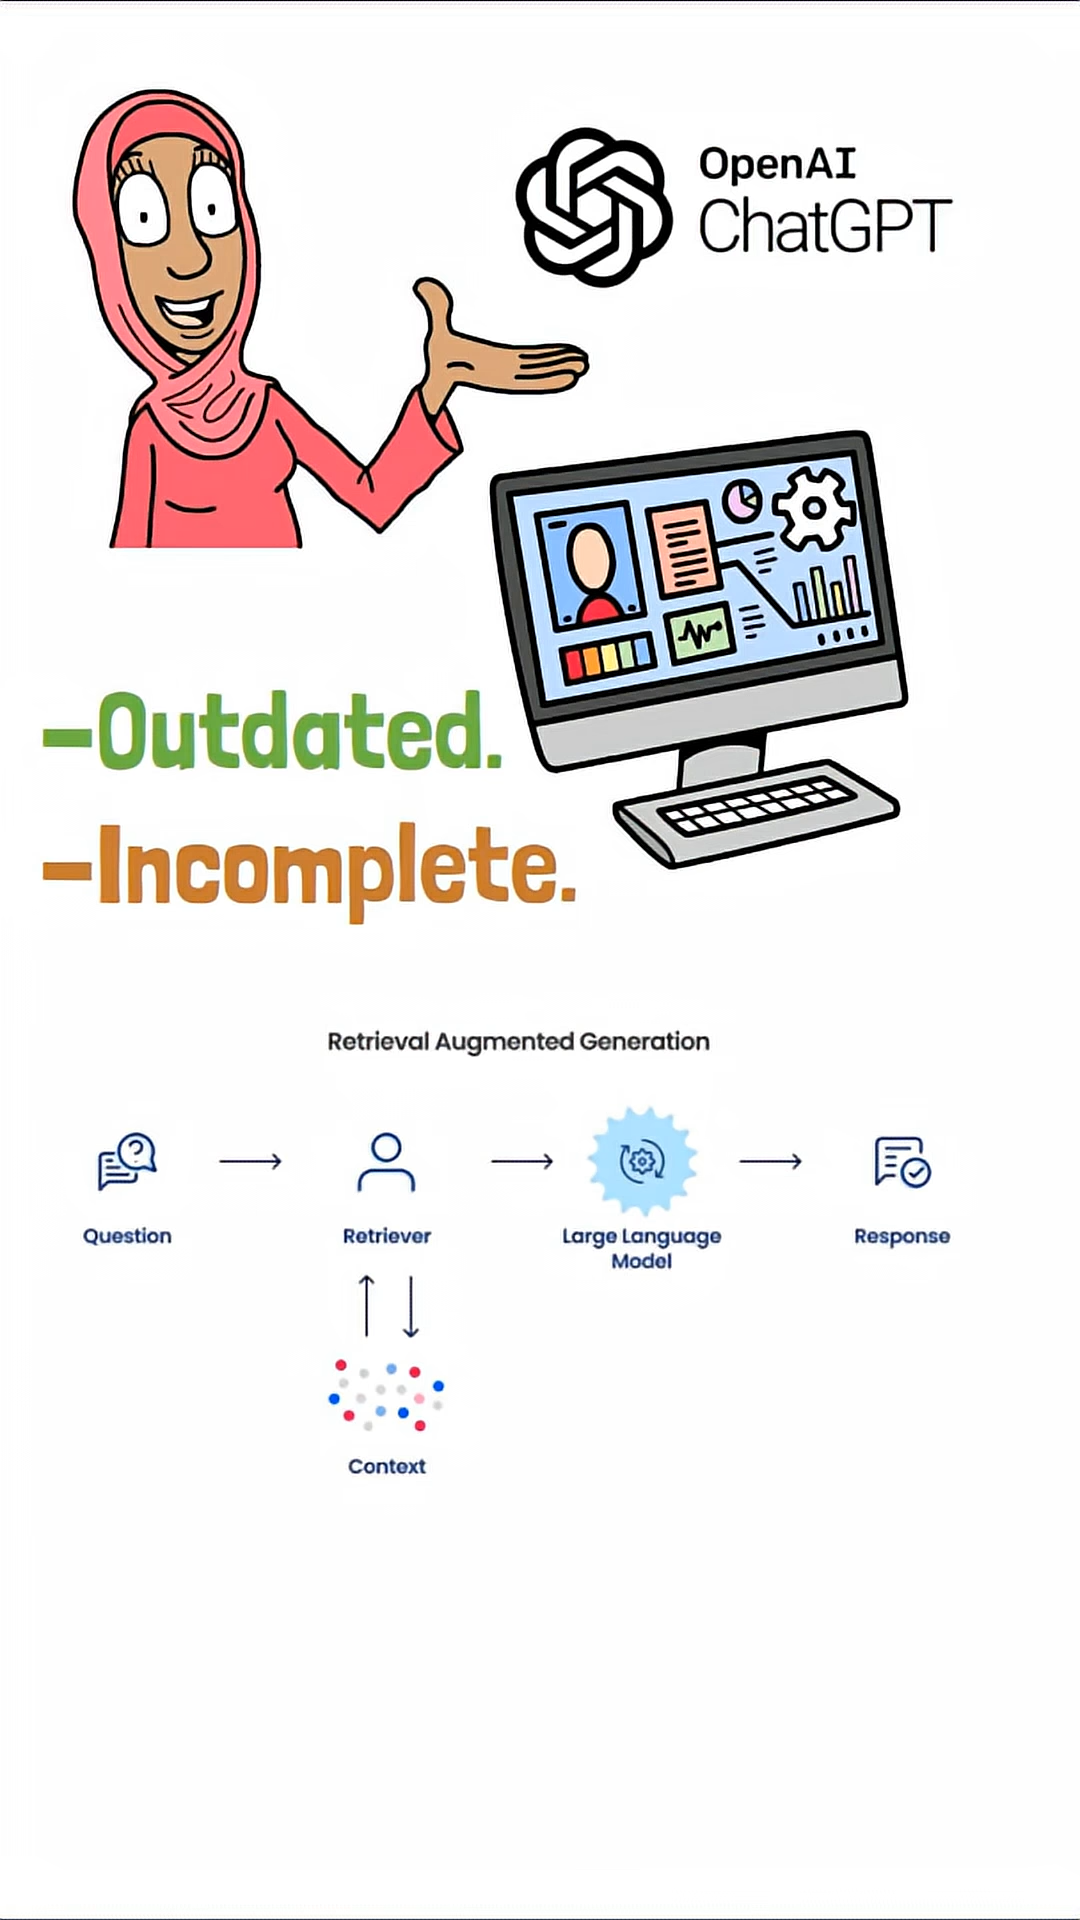 OpenAI
ChatGPT
-Outdated.
-Incomplete.
Retrieval Augmented Generation
Question
Retriever
Large Language
Model
Response
Context